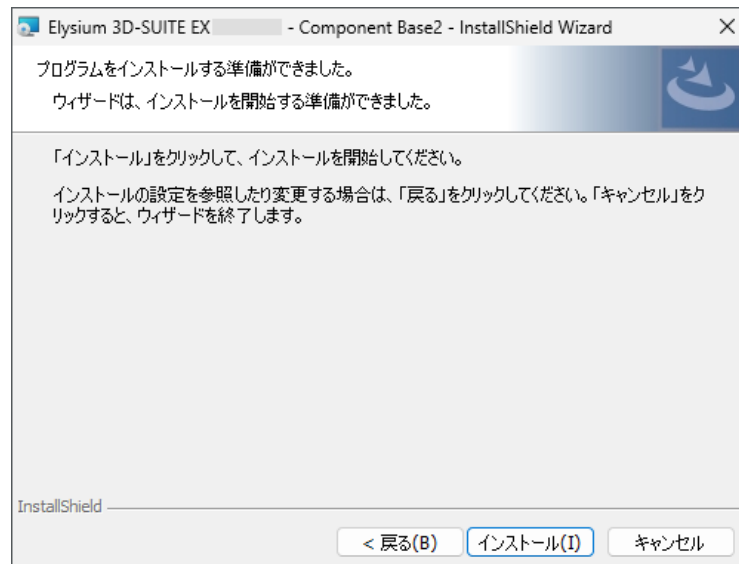 Elysium 3D-SUITE EX - Component Base2 - InstallShield Wizard
プログラムをインストールする準備ができました。
ウィザードは、インストールを開始する準備ができました。
「インストール」をクリックして、インストールを開始してください。
インストールの設定を参照したり変更する場合は、「戻る」をクリックしてください。「キャンセル」をク
リックすると、ウィザードを終了します。
InstallShield
< 戻る(B) インストール(I) キャンセル